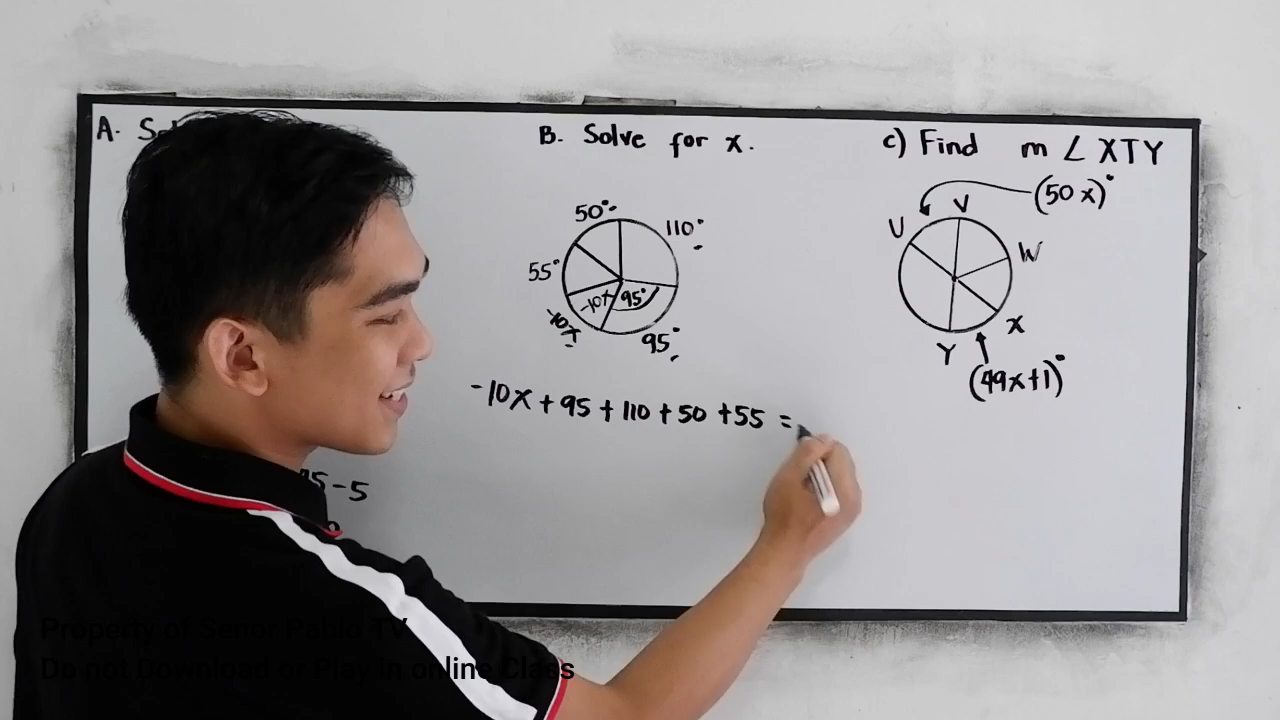 A. So
B. Solve for x.
c) Find m ∠ XTY
50°
110°
55°
-10x
95°
-10x
95°
(50x)°
U
V
W
X
Y
(49x+1)°
-10x + 95 + 110 + 50 + 55 =
5 - 5
Property of Senor Pablo TV
Do not Download or Play in online Class